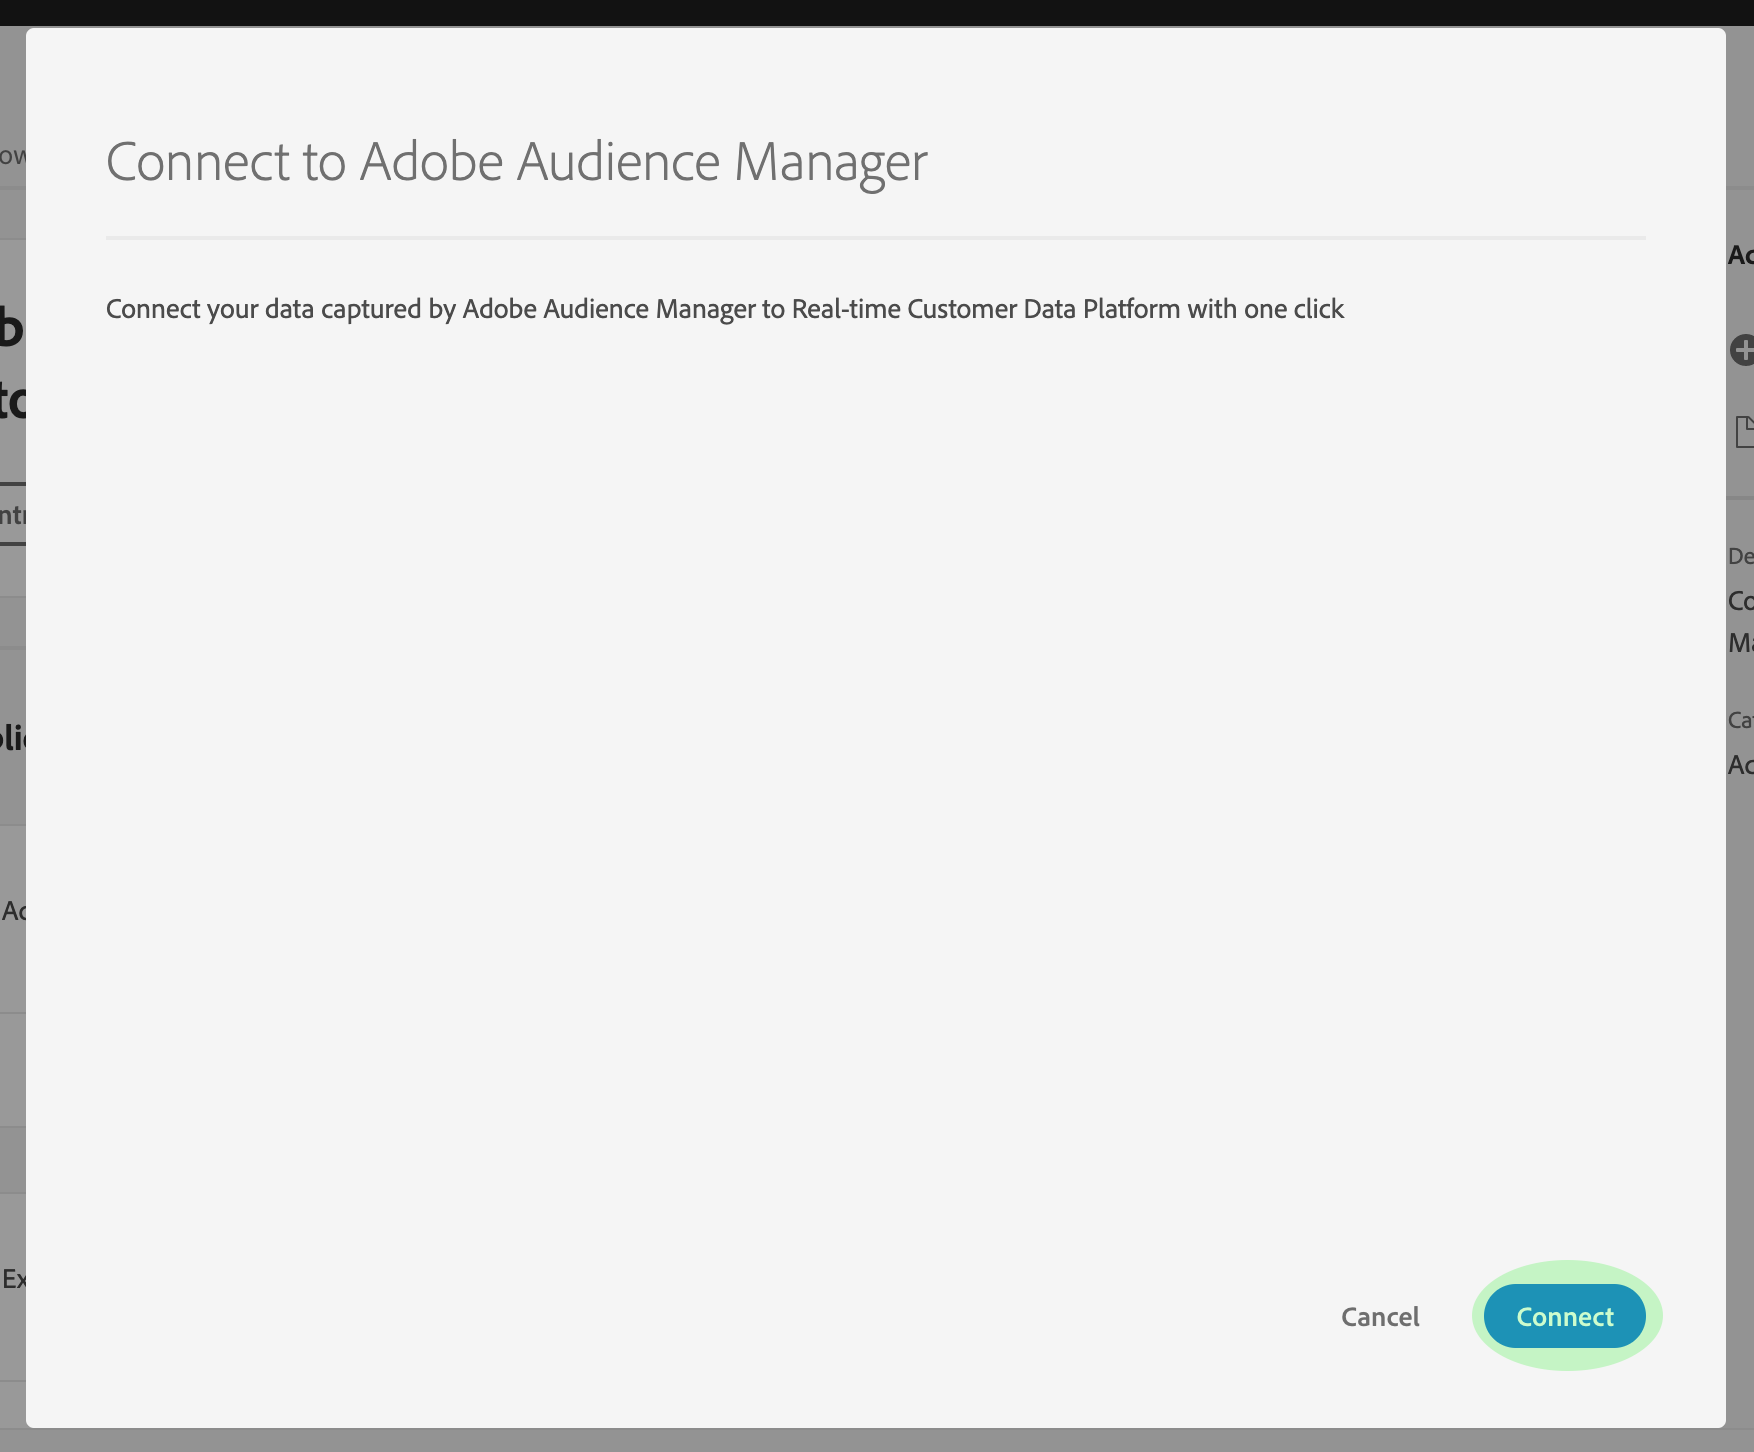 Connect to Adobe Audience Manager
Connect your data captured by Adobe Audience Manager to Real-time Customer Data Platform with one click
Cancel
Connect